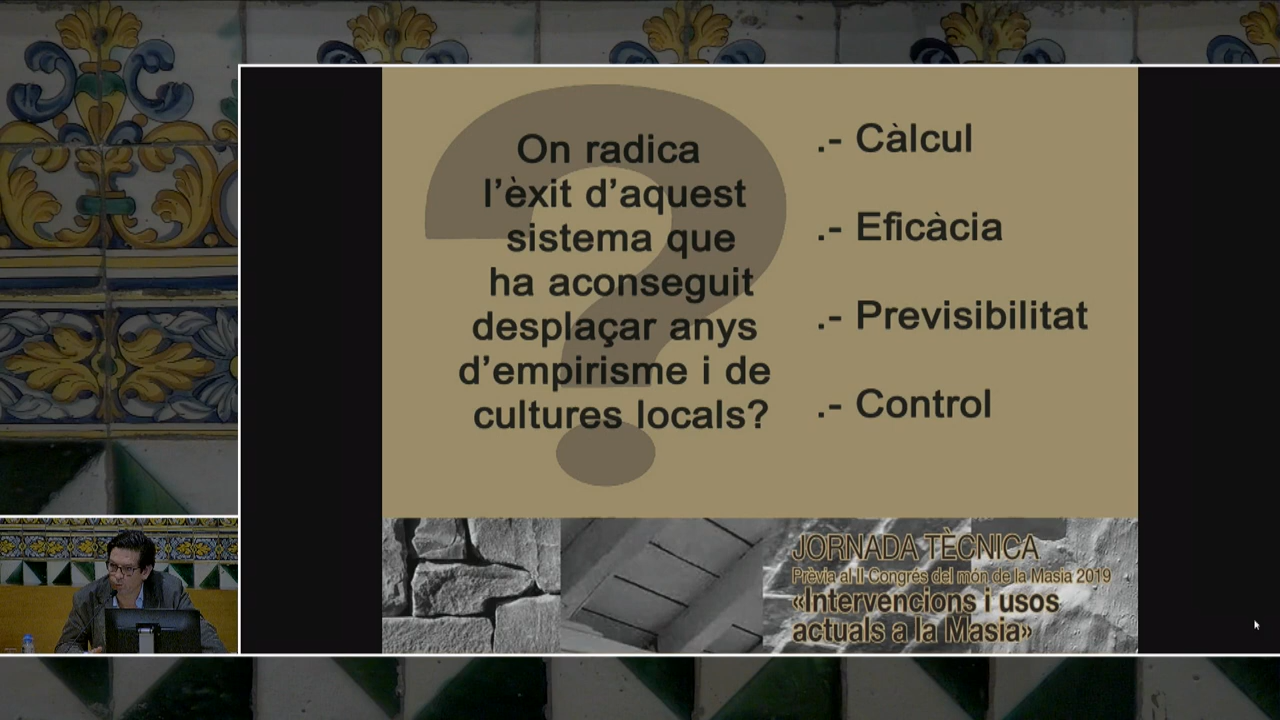 On radica
l'èxit d'aquest
sistema que
ha aconseguit
desplaçar anys
d'empirisme i de
cultures locals?
.- Càlcul
.- Eficàcia
.- Previsibilitat
.- Control
JORNADA TÈCNICA
Prèvia al II Congrés del món de la Masia 2019
«Intervencions i usos
actuals a la Masia»